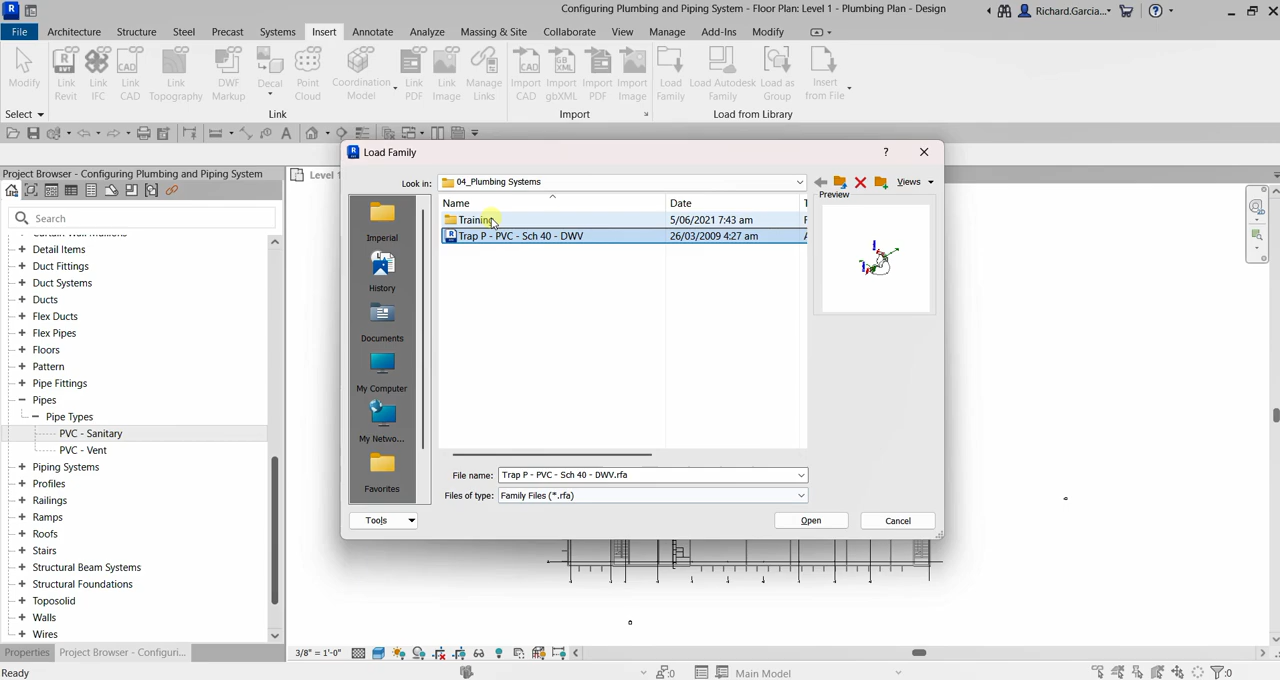 Configuring Plumbing and Piping System - Floor Plan: Level 1 - Plumbing Plan - Design
Richard.Garcia...
File Architecture Structure Steel Precast Systems Insert Annotate Analyze Massing & Site Collaborate View Manage Add-Ins Modify
Modify
Link Revit
Link IFC
Link CAD
Link Topography
DWF Markup
Decal
Point Cloud
Coordination Model
Link PDF
Link Image
Manage Links
Import CAD
Import gbXML
Import PDF
Import Image
Load Family
Load Autodesk Family
Load as Group
Insert from File
Select
Link
Import
Load from Library
Project Browser - Configuring Plumbing and Piping System
Search
Detail Items
Duct Fittings
Duct Systems
Ducts
Flex Ducts
Flex Pipes
Floors
Pattern
Pipe Fittings
Pipes
Pipe Types
PVC - Sanitary
PVC - Vent
Piping Systems
Profiles
Railings
Ramps
Roofs
Stairs
Structural Beam Systems
Structural Foundations
Toposolid
Walls
Wires
Properties
Project Browser - Configuri...
Level 1
Load Family
Look in: 04_Plumbing Systems
Views
Preview
Name Date
Training 5/06/2021 7:43 am
Trap P - PVC - Sch 40 - DWV 26/03/2009 4:27 am
Imperial
History
Documents
My Computer
My Netwo...
Favorites
File name: Trap P - PVC - Sch 40 - DWV.rfa
Files of type: Family Files (*.rfa)
Tools
Open
Cancel
3/8" = 1'-0"
Ready
:0
Main Model
:0